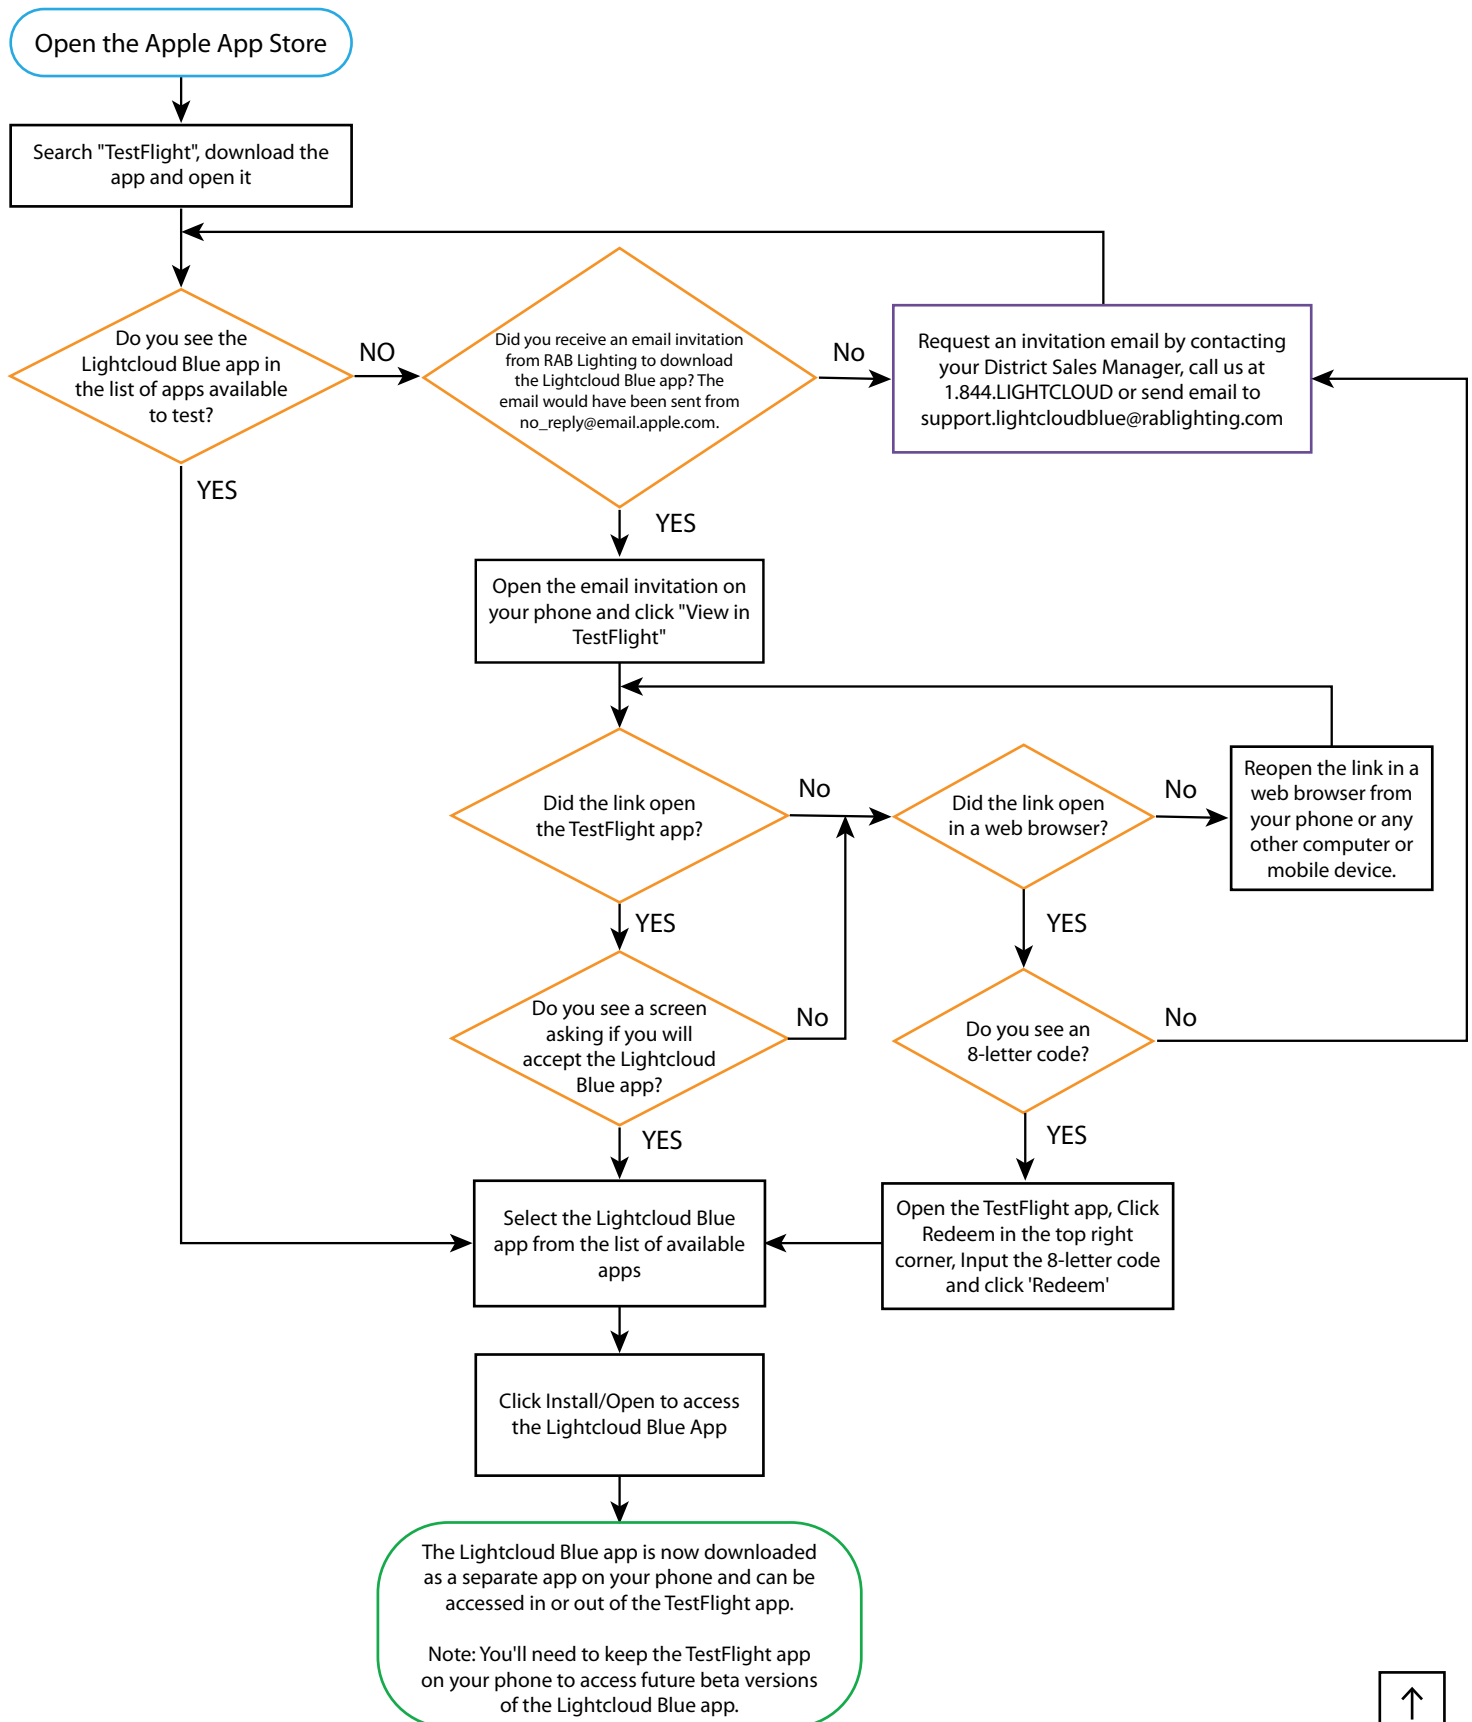 Open the Apple App Store
Search "TestFlight", download the
app and open it
Do you see the
Lightcloud Blue app in
the list of apps available
to test?
NO
YES
Did you receive an email invitation
from RAB Lighting to download
the Lightcloud Blue app? The
email would have been sent from
no_reply@email.apple.com.
No
YES
Request an invitation email by contacting
your District Sales Manager, call us at
1.844.LIGHTCLOUD or send email to
support.lightcloudblue@rablighting.com
Open the email invitation on
your phone and click "View in
TestFlight"
Did the link open
the TestFlight app?
No
YES
Did the link open
in a web browser?
No
YES
Reopen the link in a
web browser from
your phone or any
other computer or
mobile device.
Do you see a screen
asking if you will
accept the Lightcloud
Blue app?
No
YES
Do you see an
8-letter code?
No
YES
Select the Lightcloud Blue
app from the list of available
apps
Open the TestFlight app, Click
Redeem in the top right
corner, Input the 8-letter code
and click 'Redeem'
Click Install/Open to access
the Lightcloud Blue App
The Lightcloud Blue app is now downloaded
as a separate app on your phone and can be
accessed in or out of the TestFlight app.
Note: You'll need to keep the TestFlight app
on your phone to access future beta versions
of the Lightcloud Blue app.